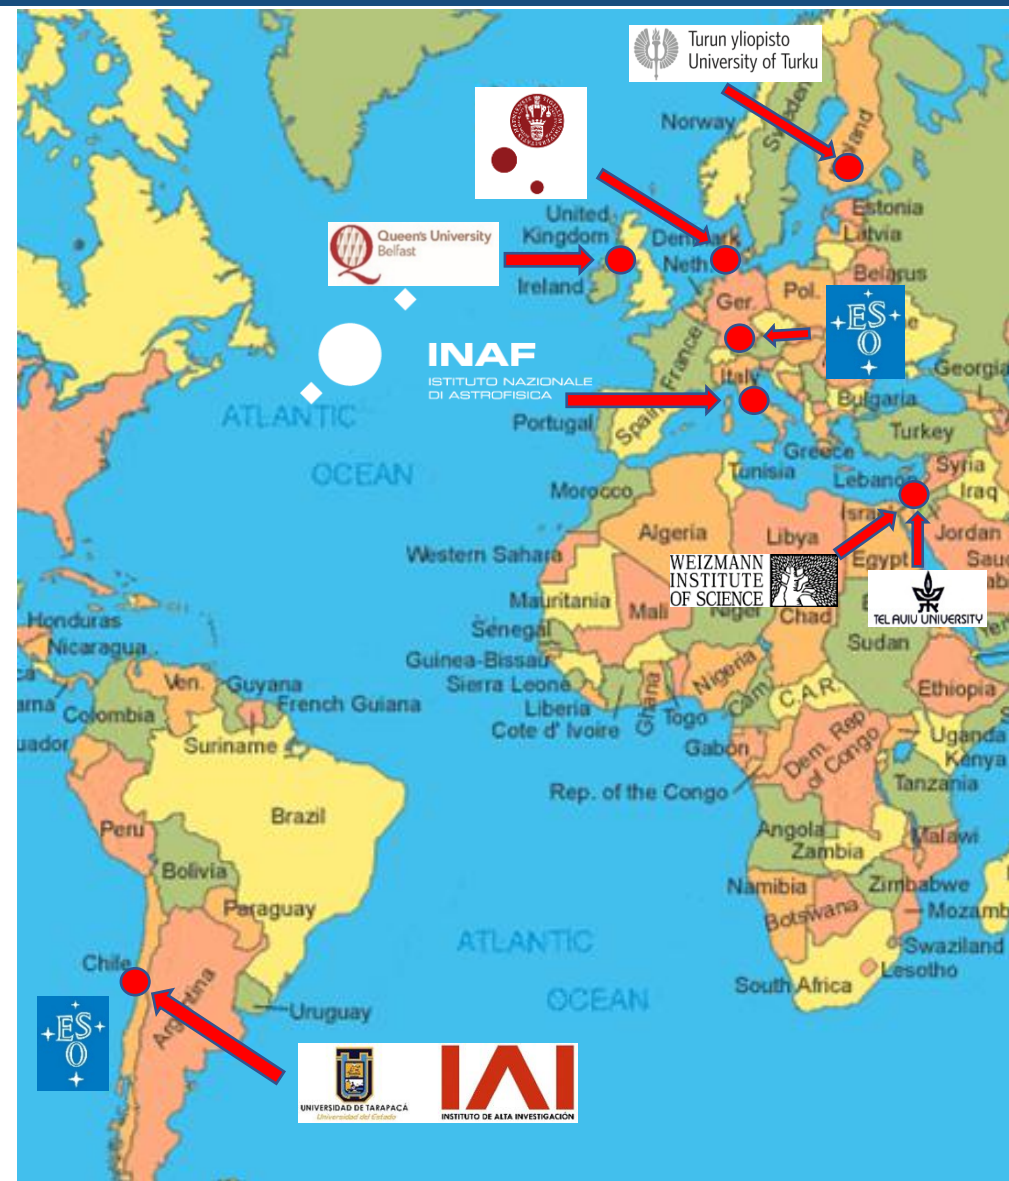 Turun yliopisto
University of Turku
Norway
Sweden
Estonia
Latvia
United
Kingdom
Queen's University
Belfast
Ireland
Neth.
Belarus
Ger.
Pol.
ES
O
France
INAF
ISTITUTO NAZIONALE
DI ASTROFISICA
Italy
Georgia
Bulgaria
ATLANTIC
OCEAN
Portugal
Spain
Turkey
Greece
Tunisia
Syria
Iraq
Morocco
Algeria
Libya
Jordan
Western Sahara
Egypt
WEIZMANN
INSTITUTE
OF SCIENCE
TEL AVIV UNIVERSITY
Mauritania
Mali
Niger
Chad
Sudan
Honduras
Nicaragua
Senegal
Guinea-Bissau
Sierra Leone
Liberia
Cote d' Ivoire
Ghana
Togo
Nigeria
Cam.
C.A.R.
Ethiopia
Uganda
Kenya
Ven.
Guyana
French Guiana
Colombia
Suriname
Gabon
Dem. Rep
of Congo
Rep. of the Congo
Tanzania
Brazil
Peru
Angola
Zambia
Malawi
Bolivia
Namibia
Zimbabwe
Botswana
Mozamb
Paraguay
ATLANTIC
OCEAN
Swaziland
Lesotho
South Africa
Chile
Argentina
Uruguay
ES
O
UNIVERSIDAD DE TARAPACÁ
Universidad del Estado
IAI
INSTITUTO DE ALTA INVESTIGACIÓN